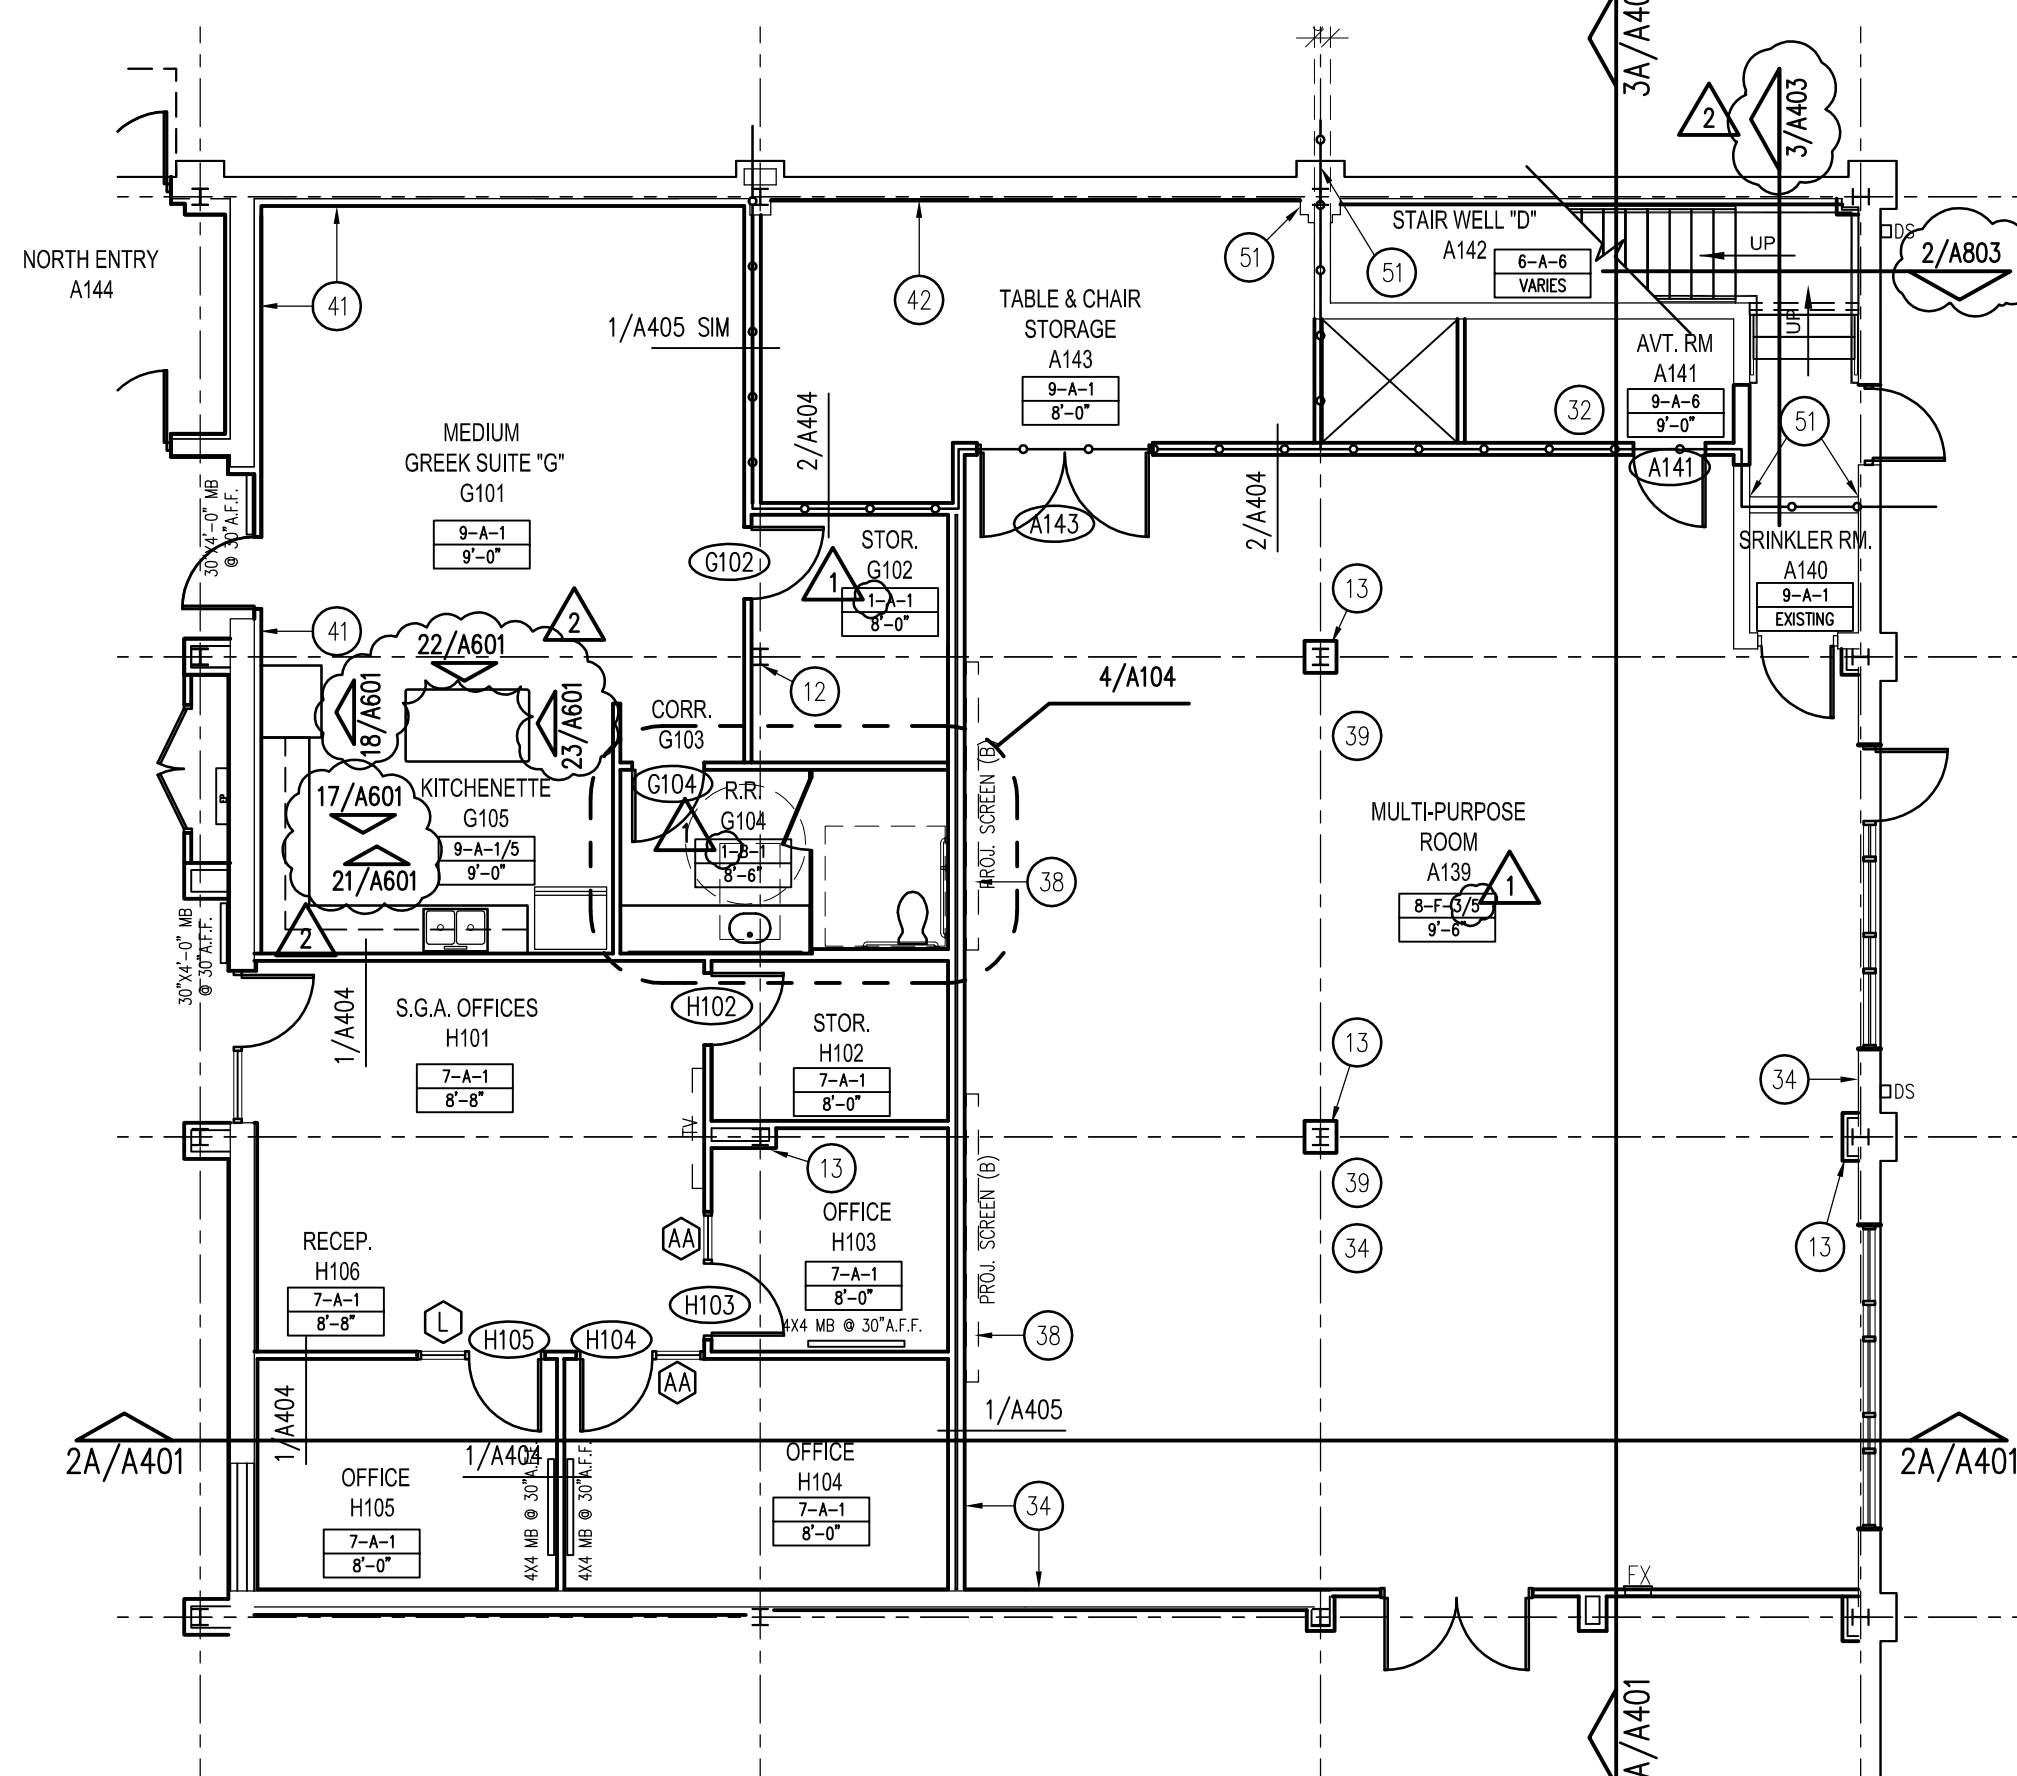 3A/A40
2
3/A403
NORTH ENTRY
A144
41
1/A405 SIM
42
51
51
STAIR WELL "D"
A142
6-A-6
VARIES
UP
UP
DS
2/A803
TABLE & CHAIR
STORAGE
A143
9-A-1
8'-0"
AVT. RM
A141
9-A-6
9'-0"
32
51
A141
MEDIUM
GREEK SUITE "G"
G101
9-A-1
9'-0"
2/A404
2/A404
A143
30"X4'-0" MB
@ 30"A.F.F.
G102
STOR.
G102
1
1-A-1
8'-0"
SRINKLER RM.
A140
9-A-1
EXISTING
13
41
2
22/A601
18/A601
23/A601
12
4/A104
CORR.
G103
39
G104
R.R.
G104
1
1-B-1
8'-6"
KITCHENETTE
G105
9-A-1/5
9'-0"
17/A601
21/A601
EP
2
PROJ. SCREEN (B)
38
MULTI-PURPOSE
ROOM
A139
1
8-F-3/5
9'-6"
30"X4'-0" MB
@ 30"A.F.F.
1/A404
S.G.A. OFFICES
H101
7-A-1
8'-8"
H102
STOR.
H102
7-A-1
8'-0"
TV
13
34
DS
13
39
34
13
OFFICE
H103
7-A-1
8'-0"
4X4 MB @ 30"A.F.F.
PROJ. SCREEN (B)
38
RECEP.
H106
7-A-1
8'-8"
AA
H103
L
H105
H104
AA
1/A404
1/A404
1/A405
2A/A401
2A/A401
OFFICE
H105
7-A-1
8'-0"
4X4 MB @ 30"A.F.F.
4X4 MB @ 30"A.F.F.
OFFICE
H104
7-A-1
8'-0"
34
FX
A/A401